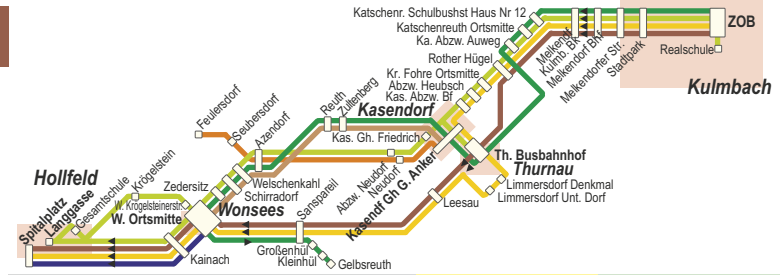 Katschenr. Schulbushst Haus Nr 12
Katschenreuth Ortsmitte
Ka. Abzw. Auweg
Rother Hügel
Kr. Fohre Ortsmitte
Abzw. Heubsch
Kas. Abzw. Bf
Kasendorf
Kas. Gh. Friedrich
Melkendf
Kulmb. Bk
Melkendorf Bhf
Melkendorfer Str.
Stadtpark
ZOB
Realschule
Kulmbach
Feulersdorf
Seubersdorf
Azendorf
Reuth
Zultenberg
Th. Busbahnhof
Thurnau
Limmersdorf Denkmal
Limmersdorf Unt. Dorf
Leesau
Abzw. Neudorf
Neudorf
Kasendf Gh G. Anker
Hollfeld
Spitalplatz
Langgasse
Gesamtschule
Krögelstein
W. Krögelsteinerstr
W. Ortsmitte
Zedersitz
Welschenkahl
Schirradorf
Wonsees
Sanspareil
Kainach
Großenhül
Kleinhül
Gelbsreuth